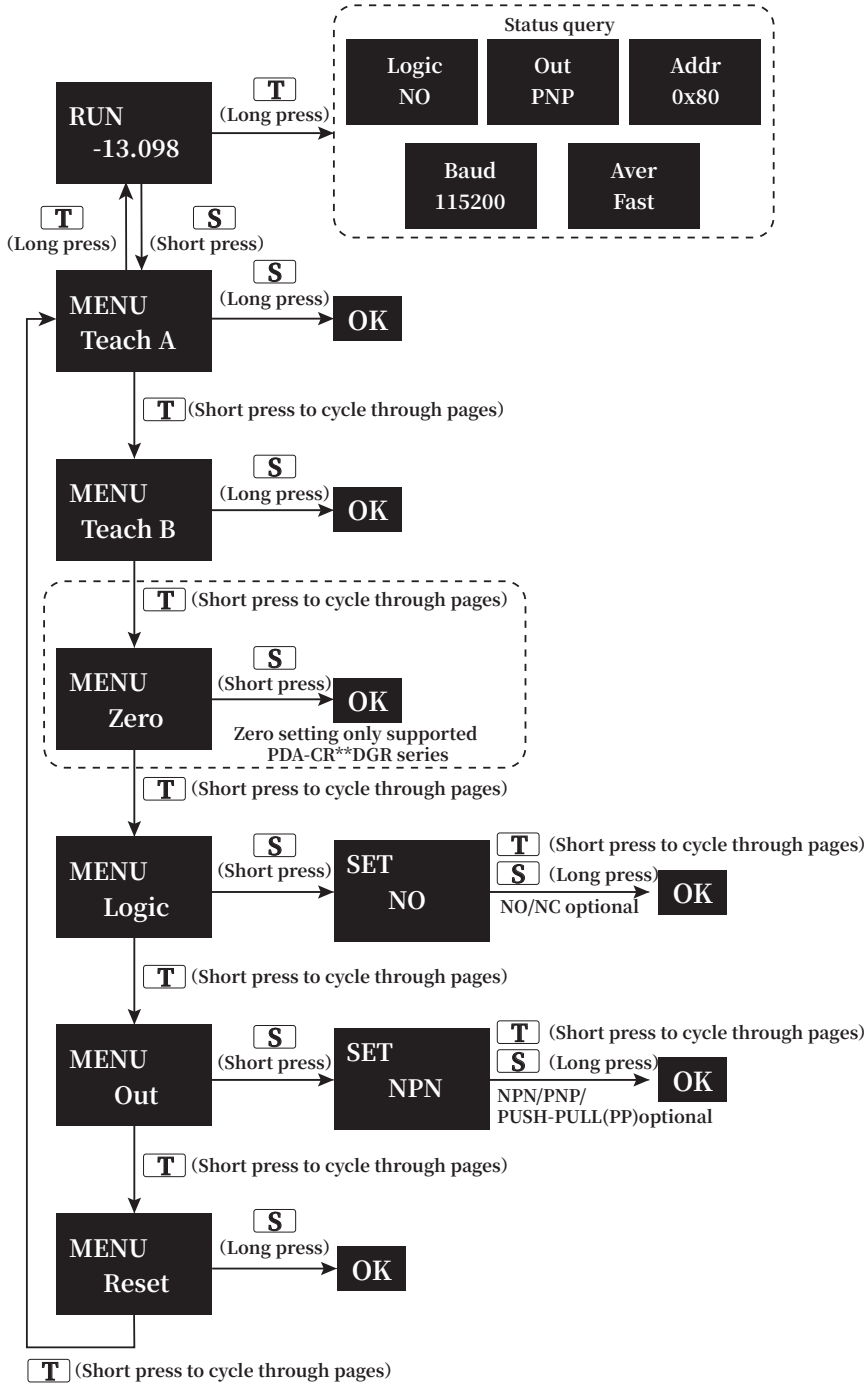 Status query
Logic
NO
Out
PNP
Addr
0x80
Baud
115200
Aver
Fast
RUN
-13.098
T
(Long press)
T
(Long press)
S
(Short press)
MENU
Teach A
S
(Long press)
OK
T (Short press to cycle through pages)
MENU
Teach B
S
(Long press)
OK
T (Short press to cycle through pages)
MENU
Zero
S
(Short press)
OK
Zero setting only supported
PDA-CR**DGR series
T (Short press to cycle through pages)
MENU
Logic
S
(Short press)
SET
NO
T (Short press to cycle through pages)
S (Long press)
NO/NC optional
OK
T (Short press to cycle through pages)
MENU
Out
S
(Short press)
SET
NPN
T (Short press to cycle through pages)
S (Long press)
NPN/PNP/
PUSH-PULL(PP)optional
OK
T (Short press to cycle through pages)
MENU
Reset
S
(Long press)
OK
T (Short press to cycle through pages)